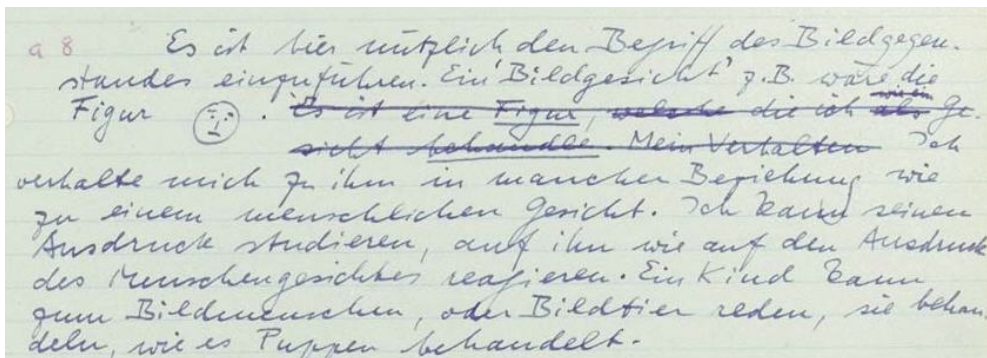 a 8 Es ist hier nützlich den Begriff des Bildgegen-
standes einzuführen. Ein 'Bildgesicht' z.B. wäre die
wie ein
Figur . Es ist eine Figur, welche die ich als Ge-
sicht behandle. Mein Verhalten Ich
verhalte mich zu ihm in mancher Beziehung wie
zu einem menschlichen Gesicht. Ich kann seinen
Ausdruck studieren, auf ihn wie auf den Ausdruck
des Menschengesichtes reagieren. Ein Kind kann
zum Bildmenschen, oder Bildtier reden, sie behan-
deln, wie es Puppen behandelt.